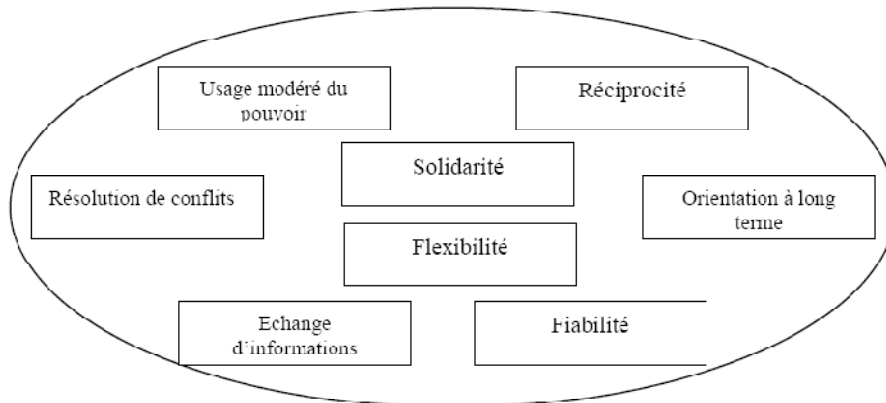 Usage modéré du
pouvoir
Réciprocité
Solidarité
Résolution de conflits
Orientation à long
terme
Flexibilité
Echange
d'informations
Fiabilité